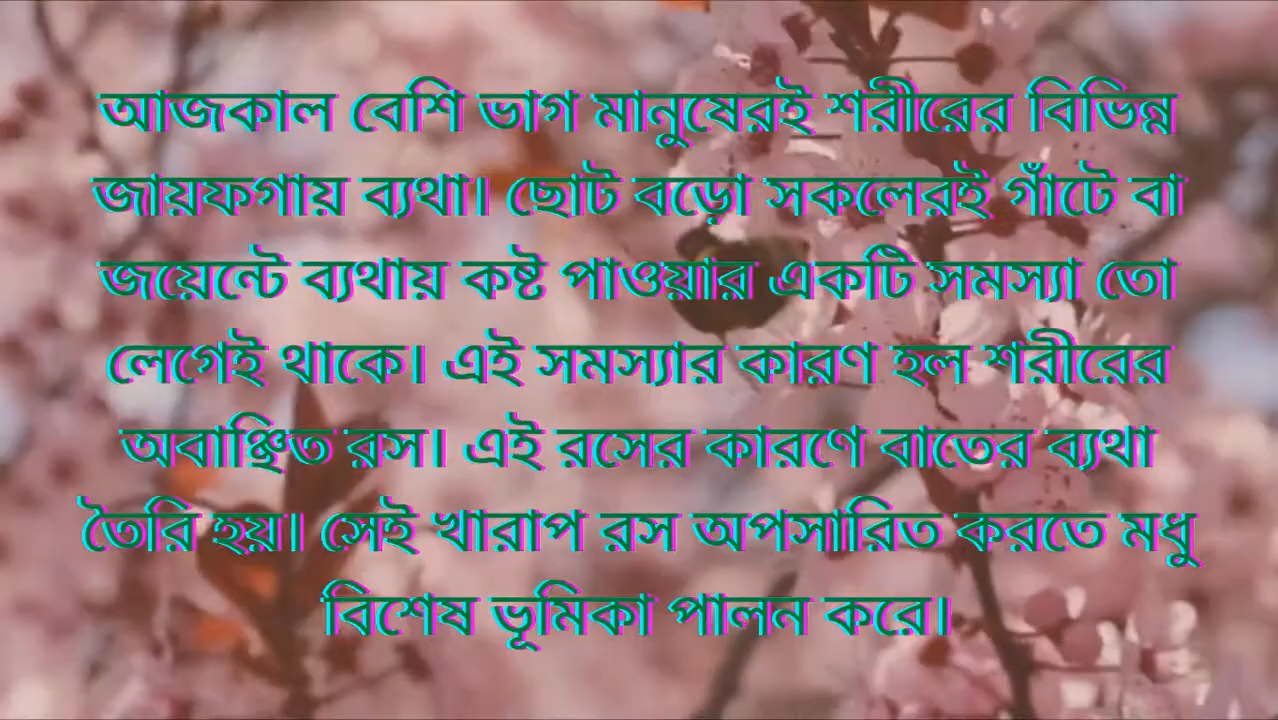 আজকাল বেশি ভাগ মানুষেরই শরীরের বিভিন্ন
জায়ফগায় ব্যথা। ছোট বড়ো সকলেরই গাঁটে বা
জয়েন্টে ব্যথায় কষ্ট পাওয়ার একটি সমস্যা তো
লেগেই থাকে। এই সমস্যার কারণ হল শরীরের
অবাঞ্ছিত রস। এই রসের কারণে বাতের ব্যথা
তৈরি হয়। সেই খারাপ রস অপসারিত করতে মধু
বিশেষ ভূমিকা পালন করে।